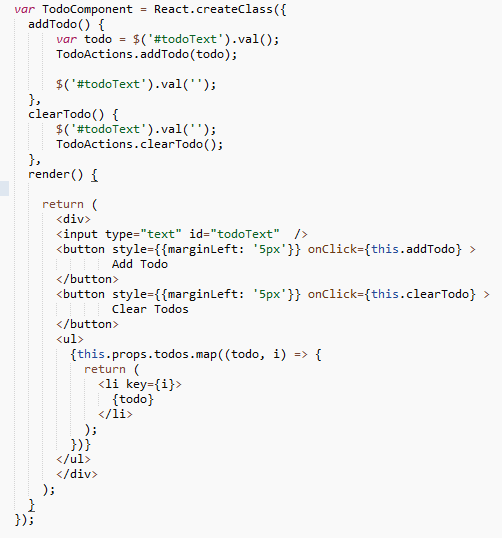 var TodoComponent = React.createClass({
  addTodo() {
      var todo = $('#todoText').val();
      TodoActions.addTodo(todo);

      $('#todoText').val('');
  },
  clearTodo() {
      $('#todoText').val('');
      TodoActions.clearTodo();
  },
  render() {

    return (
      <div>
      <input type="text" id="todoText"  />
      <button style={{marginLeft: '5px'}} onClick={this.addTodo} >
              Add Todo
      </button>
      <button style={{marginLeft: '5px'}} onClick={this.clearTodo} >
              Clear Todos
      </button>
      <ul>
        {this.props.todos.map((todo, i) => {
          return (
            <li key={i}>
              {todo}
            </li>
          );
        })}
      </ul>
      </div>
    );
  }
});